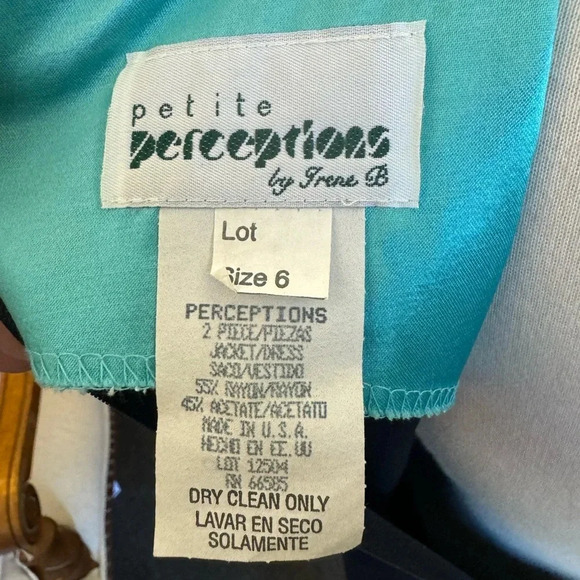 petite
perceptions
by Irene B
Lot
Size 6
PERCEPTIONS
2 PIECE/PIEZAS
JACKET/DRESS
SACO/VESTIDO
55% RAYON/RAYON
45% ACETATE/ACETATO
MADE IN U.S.A.
HECHO EN EE.UU
LOT 12504
RN 66585
DRY CLEAN ONLY
LAVAR EN SECO
SOLAMENTE